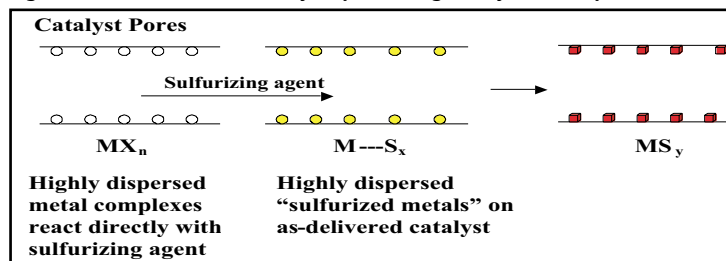 Catalyst Pores
Sulfurizing agent
MXₙ M---Sₓ MSᵧ
Highly dispersed
metal complexes
react directly with
sulfurizing agent
Highly dispersed
“sulfurized metals” on
as-delivered catalyst